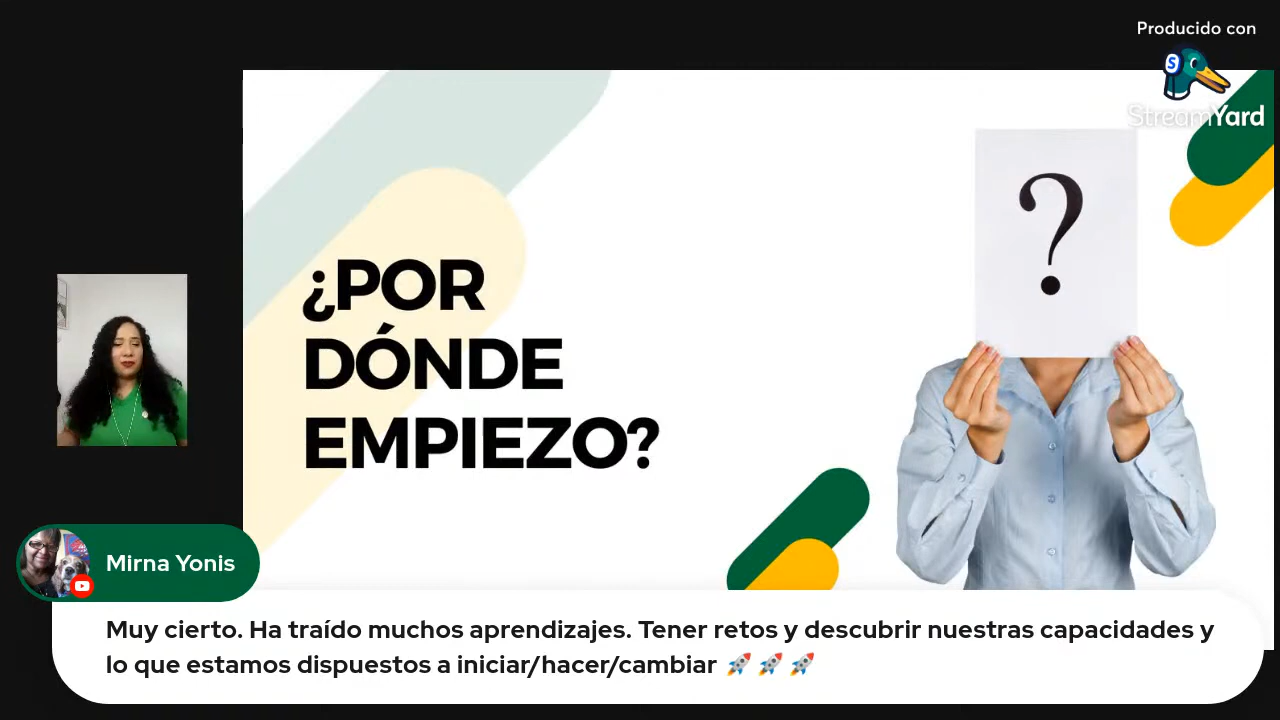 Producido con
StreamYard
¿POR
DÓNDE
EMPIEZO?
?
Mirna Yonis
Muy cierto. Ha traído muchos aprendizajes. Tener retos y descubrir nuestras capacidades y
lo que estamos dispuestos a iniciar/hacer/cambiar 🚀🚀🚀